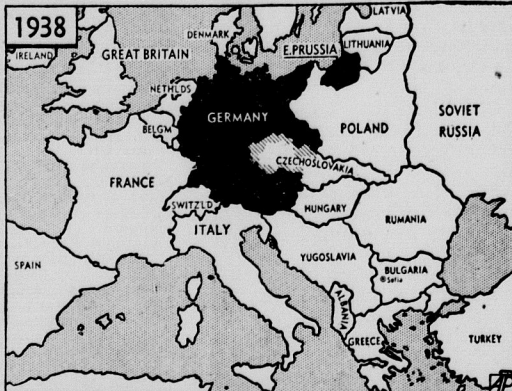 1938
LATVIA
DENMARK
IRELAND
GREAT BRITAIN
E.PRUSSIA
LITHUANIA
NETHLDS
GERMANY
SOVIET
RUSSIA
BELGM
POLAND
CZECHOSLOVAKIA
FRANCE
SWITZLD
HUNGARY
RUMANIA
ITALY
SPAIN
YUGOSLAVIA
BULGARIA
Sofia
ALBANIA
GREECE
TURKEY
AP